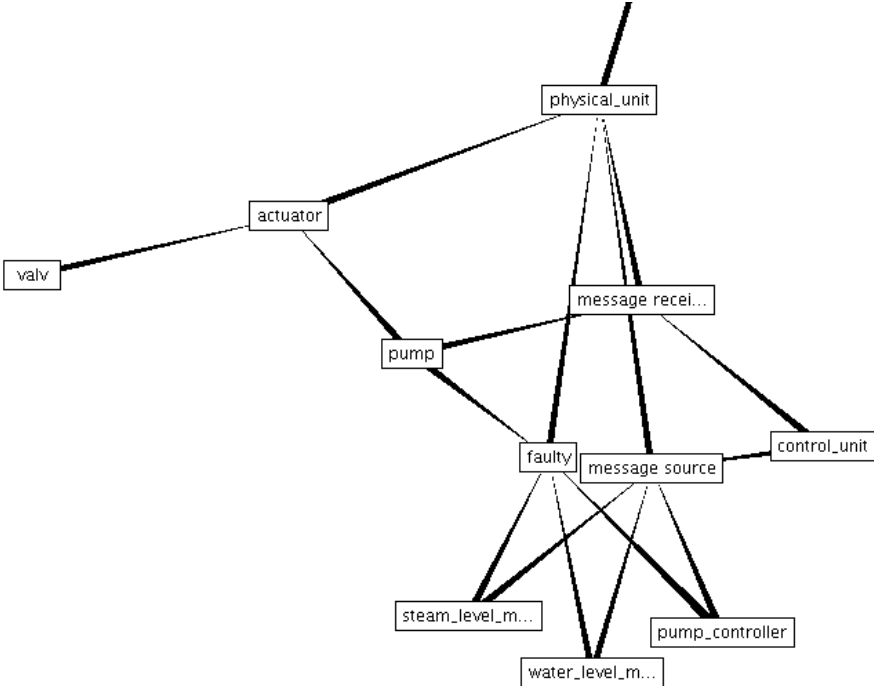 physical_unit
actuator
valv
message recei...
pump
control_unit
faulty
message source
steam_level_m...
pump_controller
water_level_m...